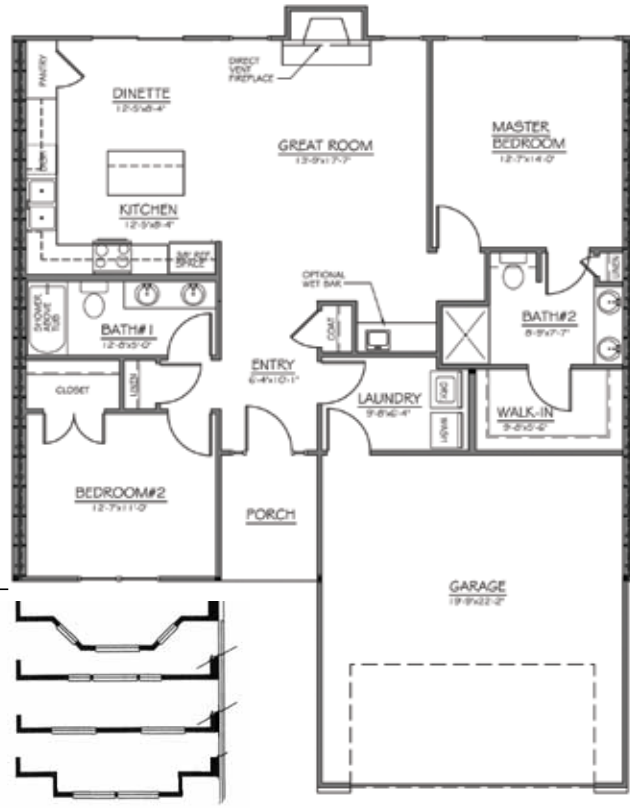 DIRECT
VENT
FIREPLACE
PANTRY
DINETTE
12'-5"x8'-4"
GREAT ROOM
13'-9"x17'-7"
MASTER
BEDROOM
12'-7"x14'-0"
KITCHEN
12'-5"x8'-4"
SPACE
OPTIONAL
WET BAR
LINEN
SHOWER
ABOVE
TUB
BATH#1
12'-8"x5'-0"
COAT
BATH#2
8'-9"x7'-7"
ENTRY
6'-4"x10'-1"
CLOSET
LINEN
LAUNDRY
9'-8"x6'-4"
DRY
WASH
WALK-IN
9'-8"x5'-6"
BEDROOM#2
12'-7"x11'-0"
PORCH
GARAGE
19'-9"x22'-2"